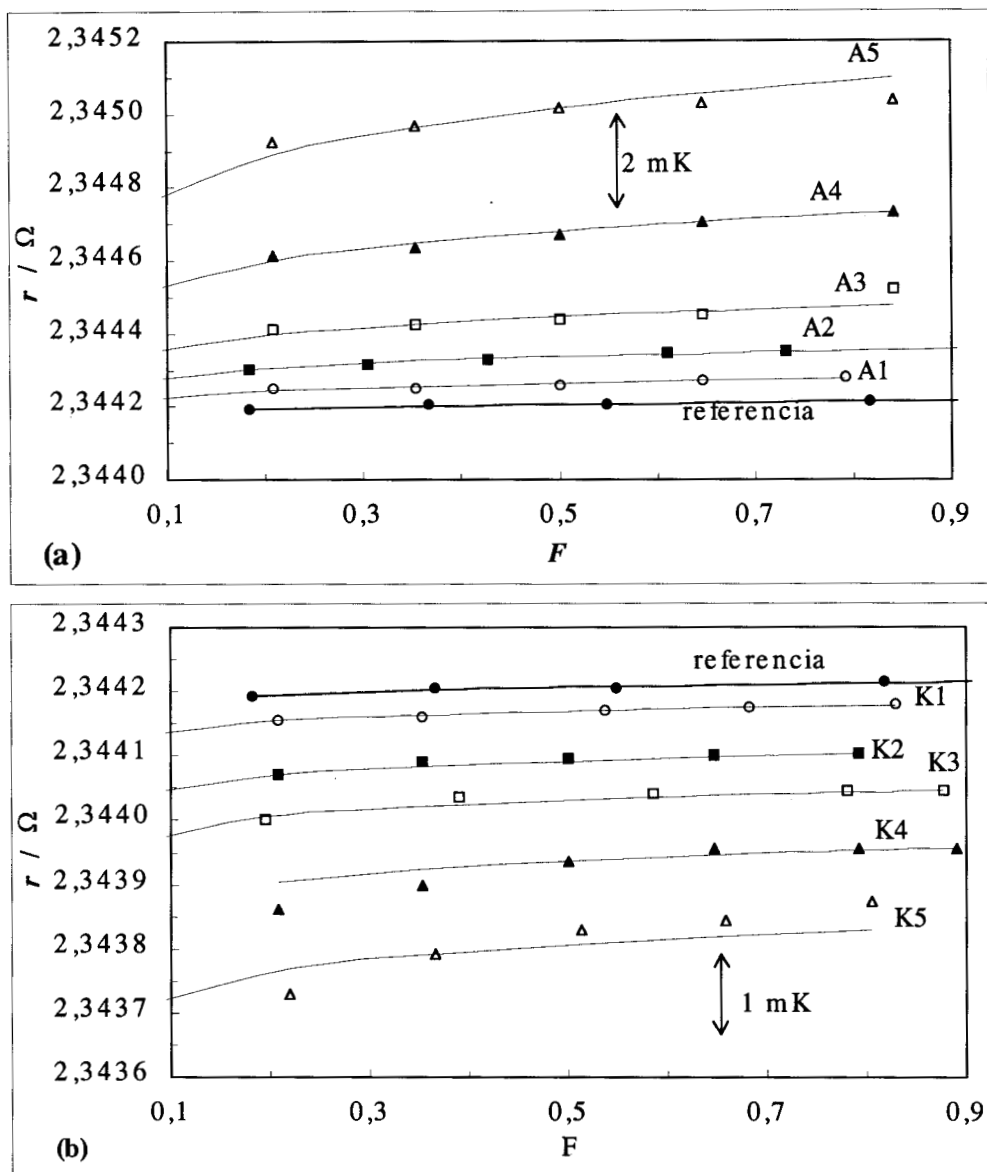 2,3452
A5
2,3450
2 mK
2,3448
A4
r / Ω
2,3446
A3
2,3444
A2
A1
2,3442
referencia
2,3440
0,1 0,3 0,5 0,7 0,9
(a) F
2,3443
referencia
2,3442
K1
2,3441
K2 K3
2,3440
r / Ω
K4
2,3439
K5
2,3438
1 mK
2,3437
2,3436
0,1 0,3 0,5 0,7 0,9
(b) F